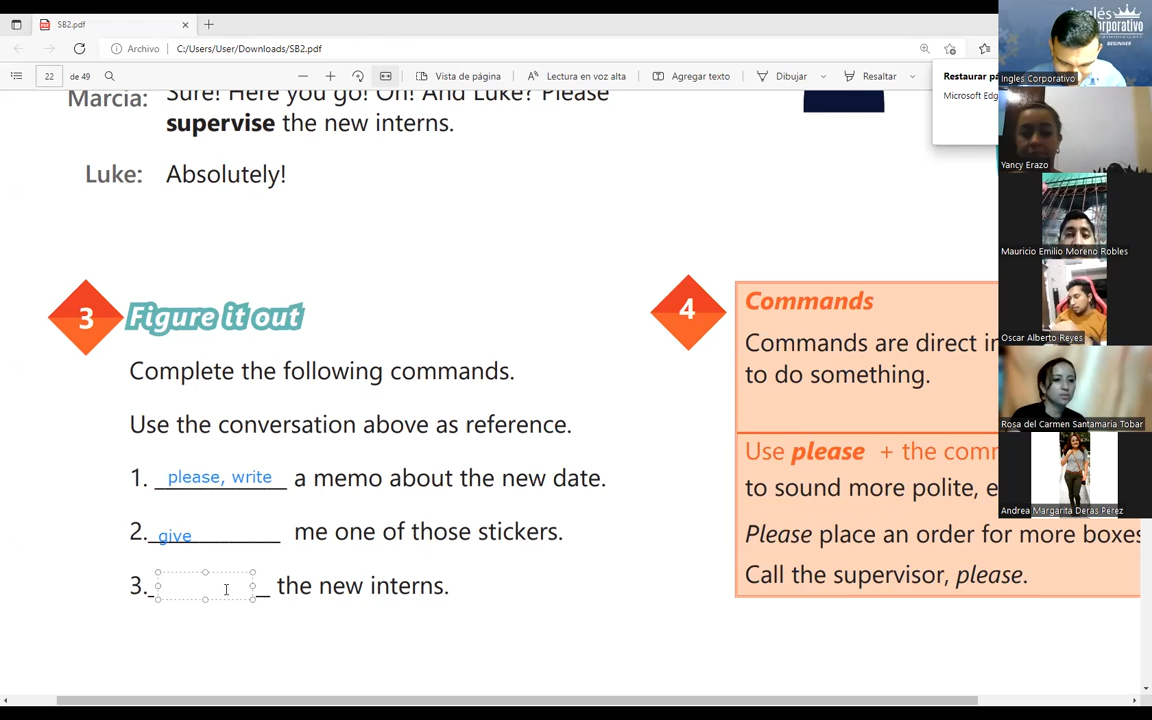 SB2.pdf
Archivo
C:/Users/User/Downloads/SB2.pdf
22
de 49
Vista de página
Lectura en voz alta
Agregar texto
Dibujar
Resaltar
Restaurar pá
Microsoft Edg
Marcia: Sure! Here you go! Oh! And Luke? Please
supervise the new interns.
Luke: Absolutely!
3 Figure it out
Complete the following commands.
Use the conversation above as reference.
1. please, write a memo about the new date.
2. give me one of those stickers.
3. the new interns.
4 Commands
Commands are direct in
to do something.
Use please + the comm
to sound more polite, e
Please place an order for more boxes
Call the supervisor, please.
Inglés
Corporativo
BEGINNER
Ingles Corporativo
Yancy Erazo
Mauricio Emilio Moreno Robles
Oscar Alberto Reyes
Rosa del Carmen Santamaria Tobar
Andrea Margarita Deras Pérez